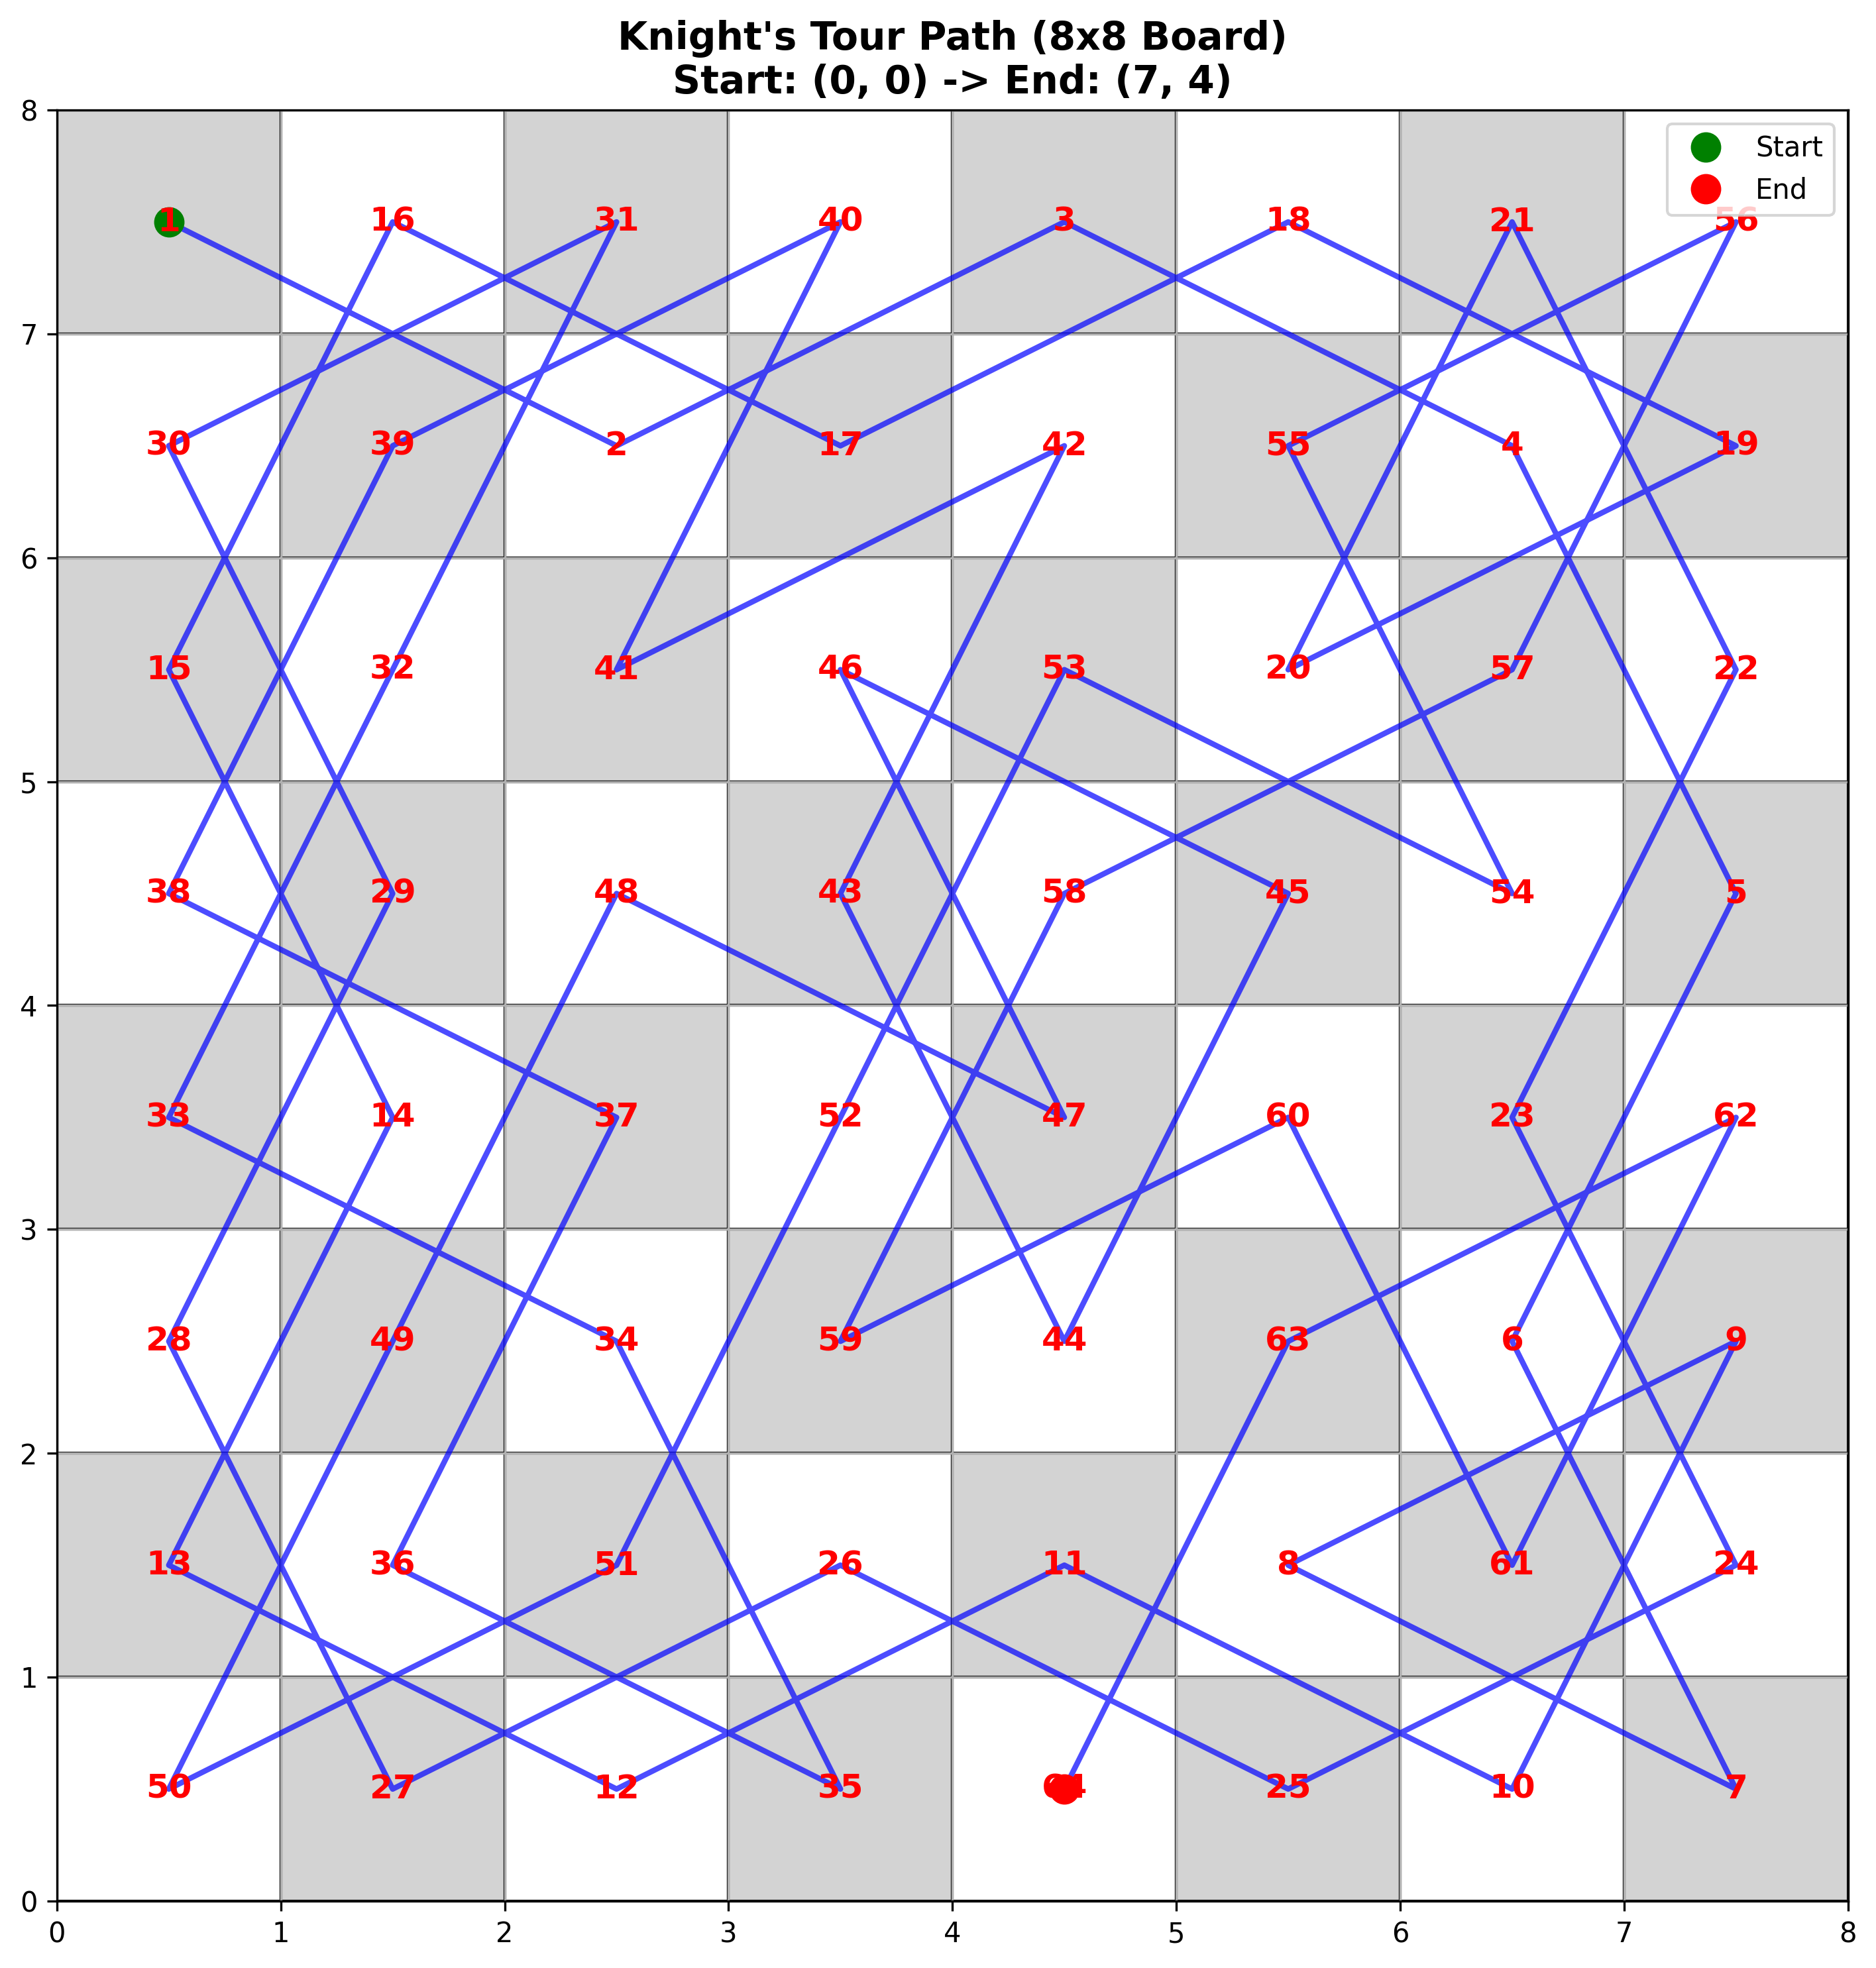 Knight's Tour Path (8x8 Board)
Start: (0, 0) -> End: (7, 4)
8
Start
End
1 16 31 40 3 18 21 56
7
30 39 2 17 42 55 4 19
6
15 32 41 46 53 20 57 22
5
38 29 48 43 58 45 54 5
4
33 14 37 52 47 60 23 62
3
28 49 34 59 44 63 6 9
2
13 36 51 26 11 8 61 24
1
50 27 12 35 64 25 10 7
0
0 1 2 3 4 5 6 7 8